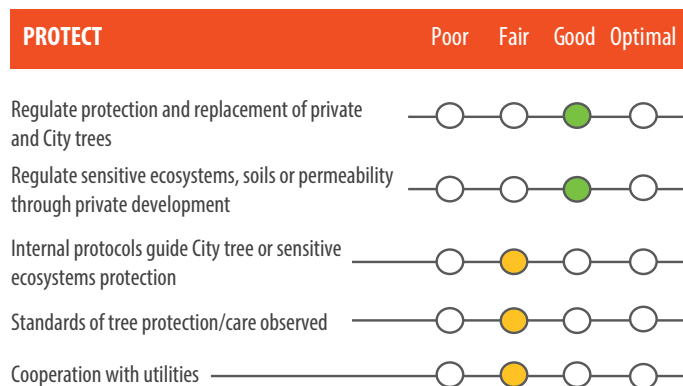 PROTECT Poor Fair Good Optimal
Regulate protection and replacement of private
and City trees
Regulate sensitive ecosystems, soils or permeability
through private development
Internal protocols guide City tree or sensitive
ecosystems protection
Standards of tree protection/care observed
Cooperation with utilities